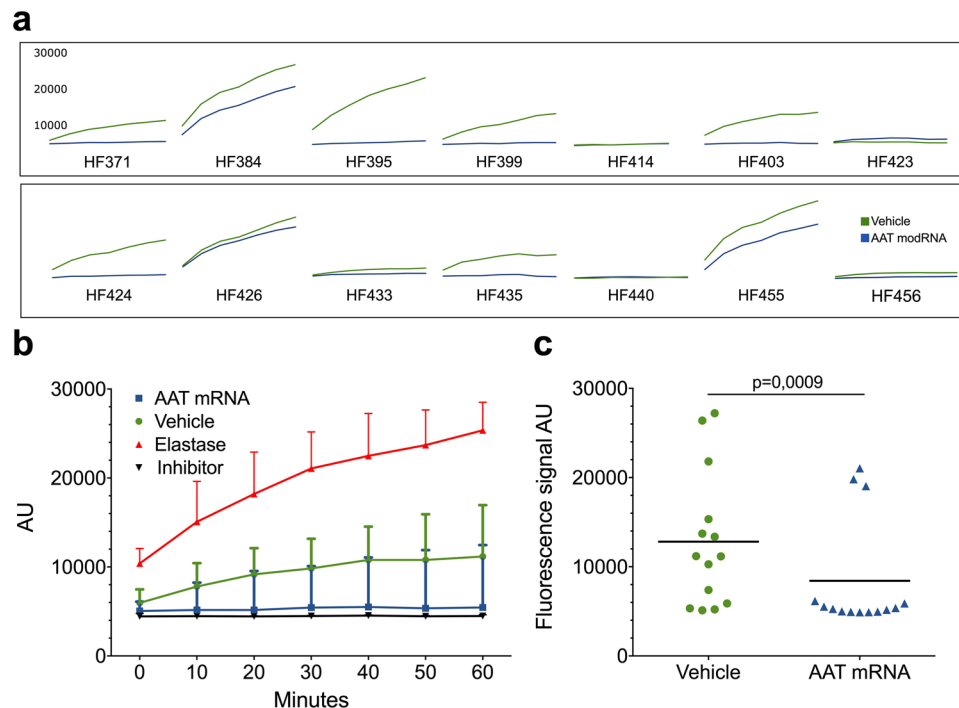 a
30000
20000
10000
HF371 HF384 HF395 HF399 HF414 HF403 HF423
Vehicle
AAT modRNA
HF424 HF426 HF433 HF435 HF440 HF455 HF456
b
30000
20000
10000
0
AU
AAT mRNA
Vehicle
Elastase
Inhibitor
0 10 20 30 40 50 60
Minutes
c
p=0,0009
30000
20000
10000
0
Fluorescence signal AU
Vehicle AAT mRNA